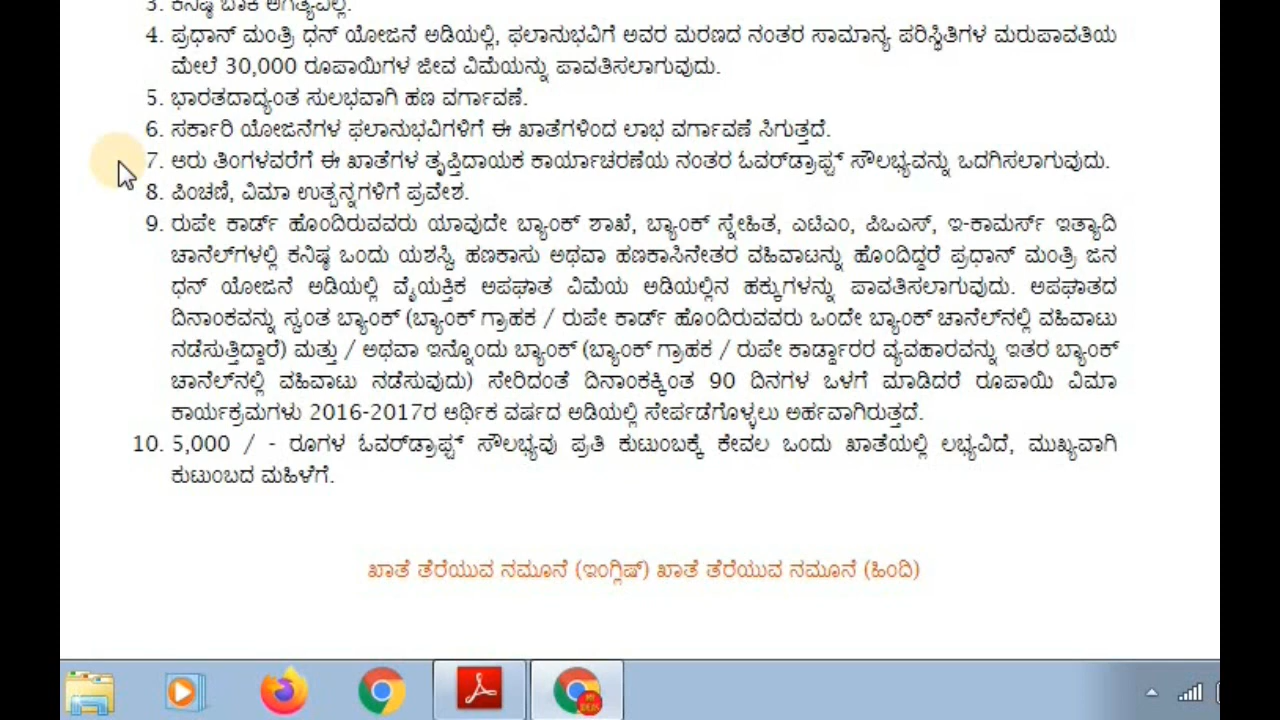 3. ಕನಿಷ್ಠ ಬಾಕಿ ಅಗತ್ಯವಿಲ್ಲ.
4. ಪ್ರಧಾನ್ ಮಂತ್ರಿ ಧನ್ ಯೋಜನೆ ಅಡಿಯಲ್ಲಿ, ಫಲಾನುಭವಿಗೆ ಅವರ ಮರಣದ ನಂತರ ಸಾಮಾನ್ಯ ಪರಿಸ್ಥಿತಿಗಳ ಮರುಪಾವತಿಯ
ಮೇಲೆ 30,000 ರೂಪಾಯಿಗಳ ಜೀವ ವಿಮೆಯನ್ನು ಪಾವತಿಸಲಾಗುವುದು.
5. ಭಾರತದಾದ್ಯಂತ ಸುಲಭವಾಗಿ ಹಣ ವರ್ಗಾವಣೆ.
6. ಸರ್ಕಾರಿ ಯೋಜನೆಗಳ ಫಲಾನುಭವಿಗಳಿಗೆ ಈ ಖಾತೆಗಳಿಂದ ಲಾಭ ವರ್ಗಾವಣೆ ಸಿಗುತ್ತದೆ.
7. ಆರು ತಿಂಗಳವರೆಗೆ ಈ ಖಾತೆಗಳ ತೃಪ್ತಿದಾಯಕ ಕಾರ್ಯಾಚರಣೆಯ ನಂತರ ಓವರ್‌ಡ್ರಾಫ್ಟ್ ಸೌಲಭ್ಯವನ್ನು ಒದಗಿಸಲಾಗುವುದು.
8. ಪಿಂಚಣಿ, ವಿಮಾ ಉತ್ಪನ್ನಗಳಿಗೆ ಪ್ರವೇಶ.
9. ರುಪೇ ಕಾರ್ಡ್ ಹೊಂದಿರುವವರು ಯಾವುದೇ ಬ್ಯಾಂಕ್ ಶಾಖೆ, ಬ್ಯಾಂಕ್ ಸ್ನೇಹಿತ, ಎಟಿಎಂ, ಪಿಒಎಸ್, ಇ-ಕಾಮರ್ಸ್ ಇತ್ಯಾದಿ
ಚಾನೆಲ್‌ಗಳಲ್ಲಿ ಕನಿಷ್ಠ ಒಂದು ಯಶಸ್ವಿ ಹಣಕಾಸು ಅಥವಾ ಹಣಕಾಸಿನೇತರ ವಹಿವಾಟನ್ನು ಹೊಂದಿದ್ದರೆ ಪ್ರಧಾನ್ ಮಂತ್ರಿ ಜನ
ಧನ್ ಯೋಜನೆ ಅಡಿಯಲ್ಲಿ ವೈಯಕ್ತಿಕ ಅಪಘಾತ ವಿಮೆಯ ಅಡಿಯಲ್ಲಿನ ಹಕ್ಕುಗಳನ್ನು ಪಾವತಿಸಲಾಗುವುದು. ಅಪಘಾತದ
ದಿನಾಂಕವನ್ನು ಸ್ವಂತ ಬ್ಯಾಂಕ್ (ಬ್ಯಾಂಕ್ ಗ್ರಾಹಕ / ರುಪೇ ಕಾರ್ಡ್ ಹೊಂದಿರುವವರು ಒಂದೇ ಬ್ಯಾಂಕ್ ಚಾನೆಲ್‌ನಲ್ಲಿ ವಹಿವಾಟು
ನಡೆಸುತ್ತಿದ್ದಾರೆ) ಮತ್ತು / ಅಥವಾ ಇನ್ನೊಂದು ಬ್ಯಾಂಕ್ (ಬ್ಯಾಂಕ್ ಗ್ರಾಹಕ / ರುಪೇ ಕಾರ್ಡ್ದಾರರ ವ್ಯವಹಾರವನ್ನು ಇತರ ಬ್ಯಾಂಕ್
ಚಾನೆಲ್‌ನಲ್ಲಿ ವಹಿವಾಟು ನಡೆಸುವುದು) ಸೇರಿದಂತೆ ದಿನಾಂಕಕ್ಕಿಂತ 90 ದಿನಗಳ ಒಳಗೆ ಮಾಡಿದರೆ ರೂಪಾಯಿ ವಿಮಾ
ಕಾರ್ಯಕ್ರಮಗಳು 2016-2017ರ ಆರ್ಥಿಕ ವರ್ಷದ ಅಡಿಯಲ್ಲಿ ಸೇರ್ಪಡೆಗೊಳ್ಳಲು ಅರ್ಹವಾಗಿರುತ್ತದೆ.
10. 5,000 / - ರೂಗಳ ಓವರ್‌ಡ್ರಾಫ್ಟ್ ಸೌಲಭ್ಯವು ಪ್ರತಿ ಕುಟುಂಬಕ್ಕೆ ಕೇವಲ ಒಂದು ಖಾತೆಯಲ್ಲಿ ಲಭ್ಯವಿದೆ, ಮುಖ್ಯವಾಗಿ
ಕುಟುಂಬದ ಮಹಿಳೆಗೆ.
ಖಾತೆ ತೆರೆಯುವ ನಮೂನೆ (ಇಂಗ್ಲಿಷ್) ಖಾತೆ ತೆರೆಯುವ ನಮೂನೆ (ಹಿಂದಿ)